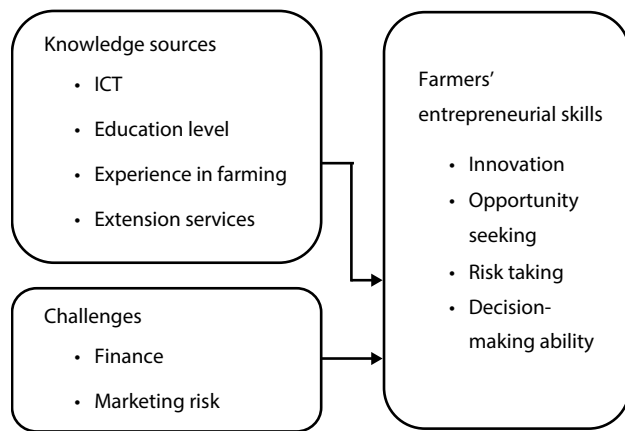 Knowledge sources
• ICT
• Education level
• Experience in farming
• Extension services
Challenges
• Finance
• Marketing risk
Farmers’
entrepreneurial skills
• Innovation
• Opportunity
seeking
• Risk taking
• Decision-
making ability